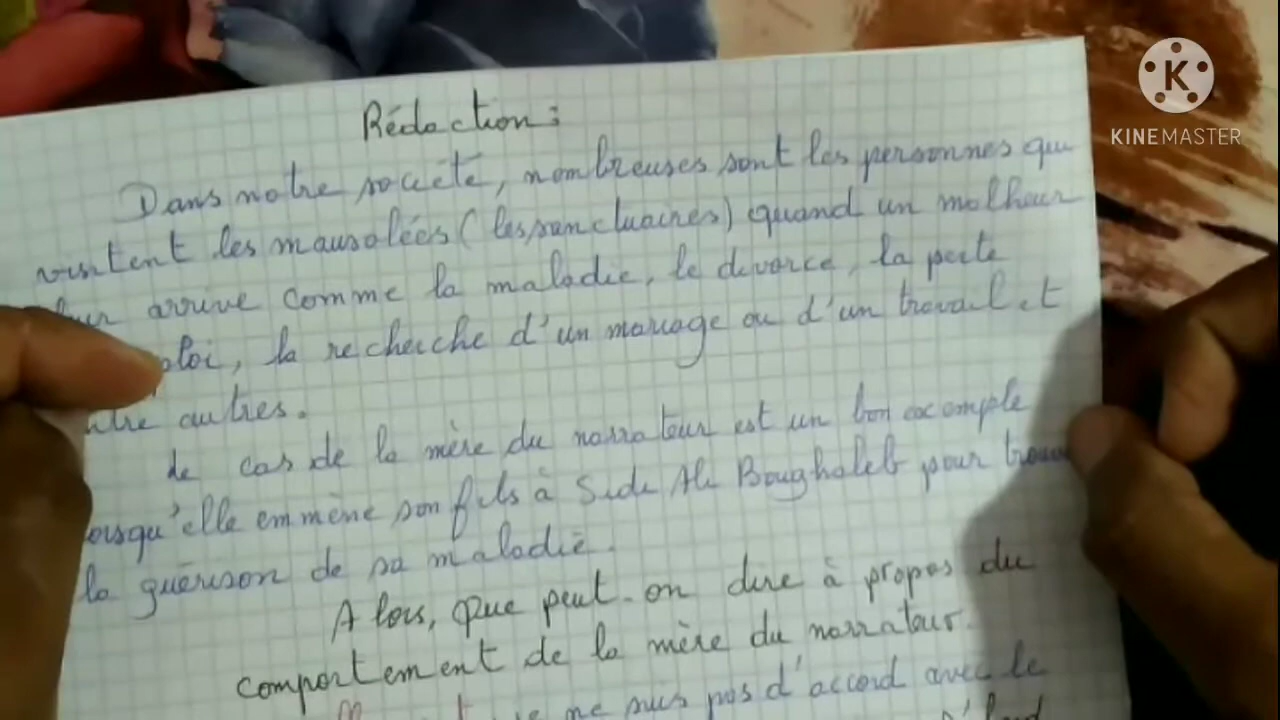 K
KINEMASTER
Rédaction:
Dans notre société, nombreuses sont les personnes qui
visitent les mausolées (les sanctuaires) quand un malheur
arrive comme la maladie, le divorce, la perte
ploi, la recherche d'un mariage ou d'un travail et
autres.
Le cas de la mère du narrateur est un bon exemple
lorsqu'elle emmène son fils à Sidi Ali Boughaleb pour trouver
la guérison de sa maladie.
Alors, que peut-on dire à propos du
comportement de la mère du narrateur.
je ne suis pas d'accord avec le